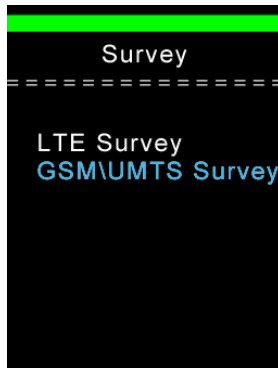 Survey
===============
LTE Survey
GSM\UMTS Survey